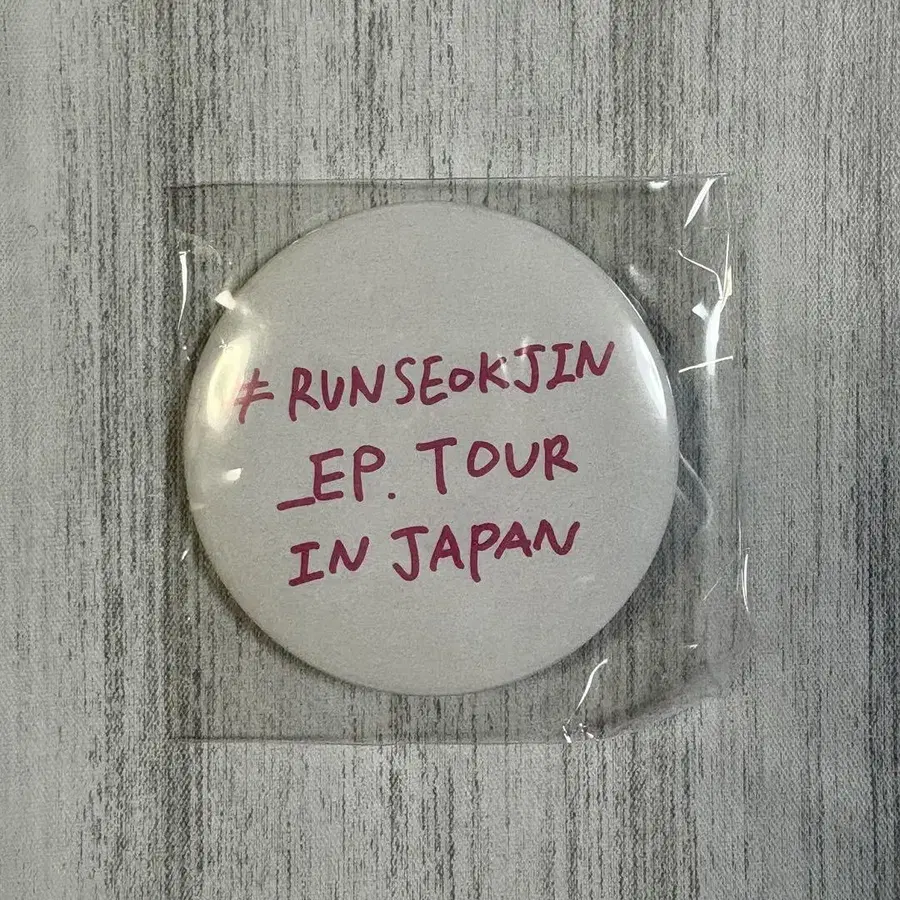 #RUNSEOKJIN
_EP. TOUR
IN JAPAN